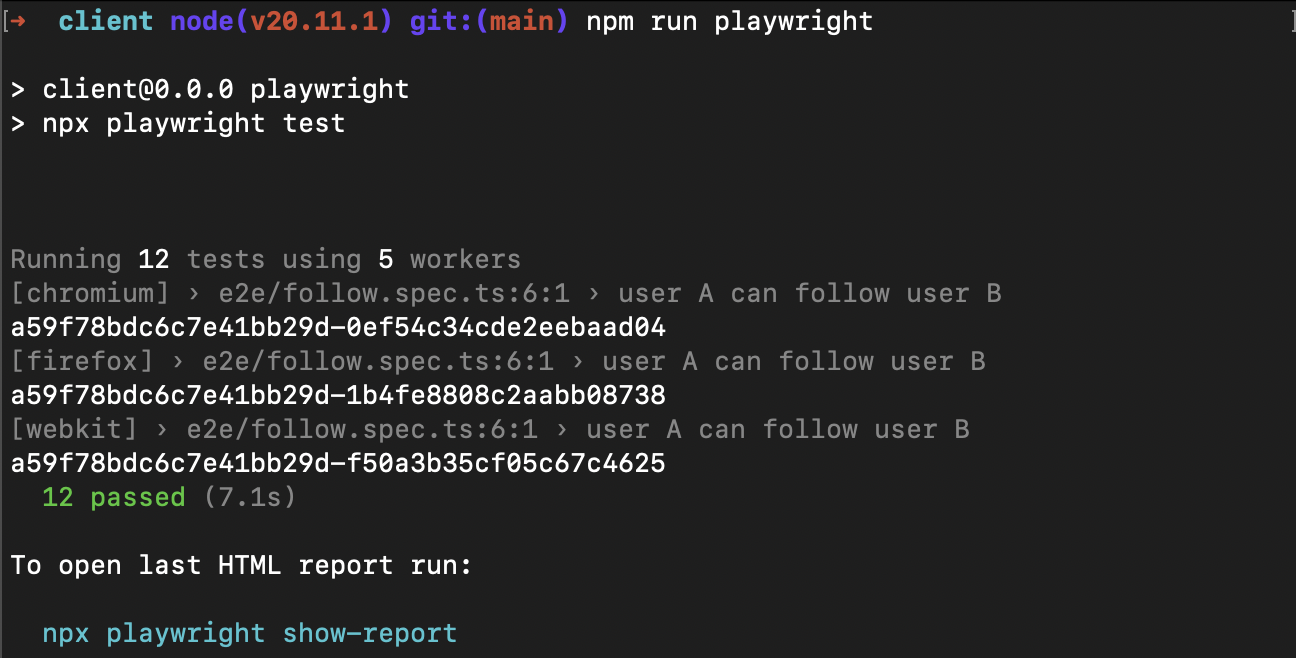 [➜  client node(v20.11.1) git:(main) npm run playwright ]
> client@0.0.0 playwright
> npx playwright test
Running 12 tests using 5 workers
[chromium] › e2e/follow.spec.ts:6:1 › user A can follow user B
a59f78bdc6c7e41bb29d-0ef54c34cde2eebaad04
[firefox] › e2e/follow.spec.ts:6:1 › user A can follow user B
a59f78bdc6c7e41bb29d-1b4fe8808c2aabb08738
[webkit] › e2e/follow.spec.ts:6:1 › user A can follow user B
a59f78bdc6c7e41bb29d-f50a3b35cf05c67c4625
12 passed (7.1s)
To open last HTML report run:
npx playwright show-report